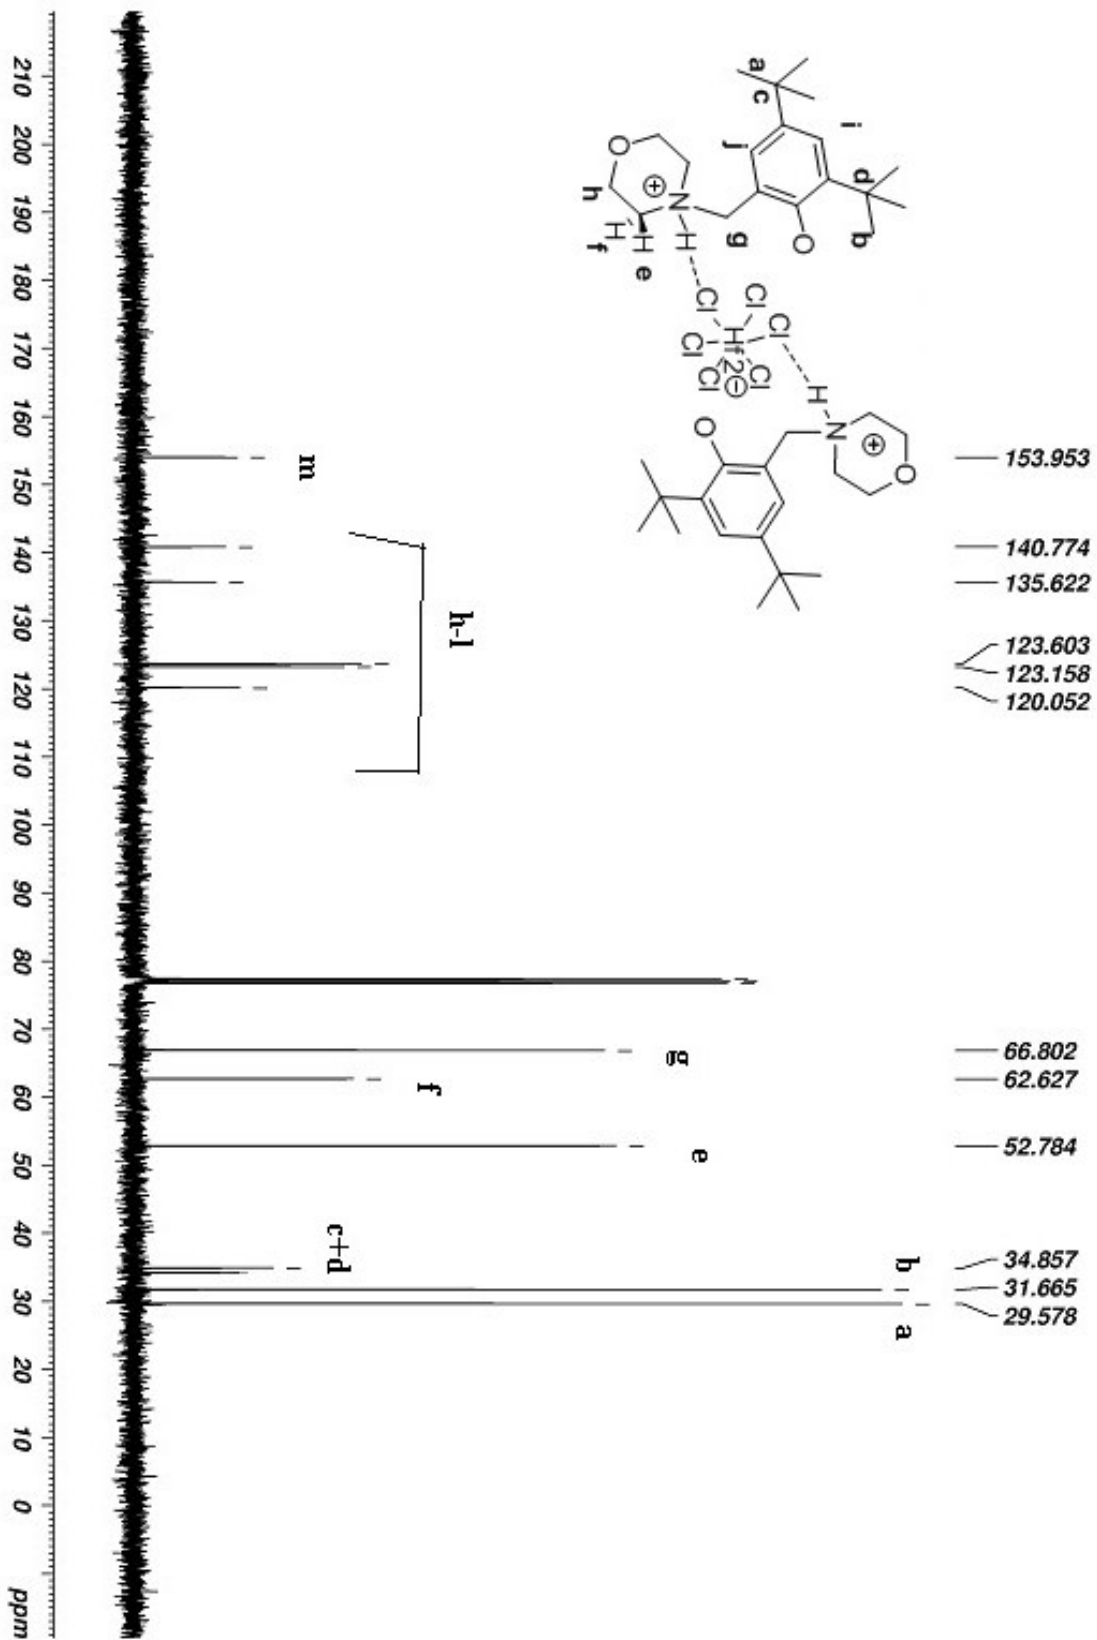 a
c
i
j
d
b
O
O
h
N
⊕
g
H
H
H
f
e
Cl
Cl
Cl
Cl
Cl
Cl
Hf
2⊖
H
N
⊕
O
O
153.953
140.774
135.622
123.603
123.158
120.052
66.802
62.627
52.784
34.857
31.665
29.578
m
h-l
g
f
e
c+d
b
a
210 200 190 180 170 160 150 140 130 120 110 100 90 80 70 60 50 40 30 20 10 0 ppm